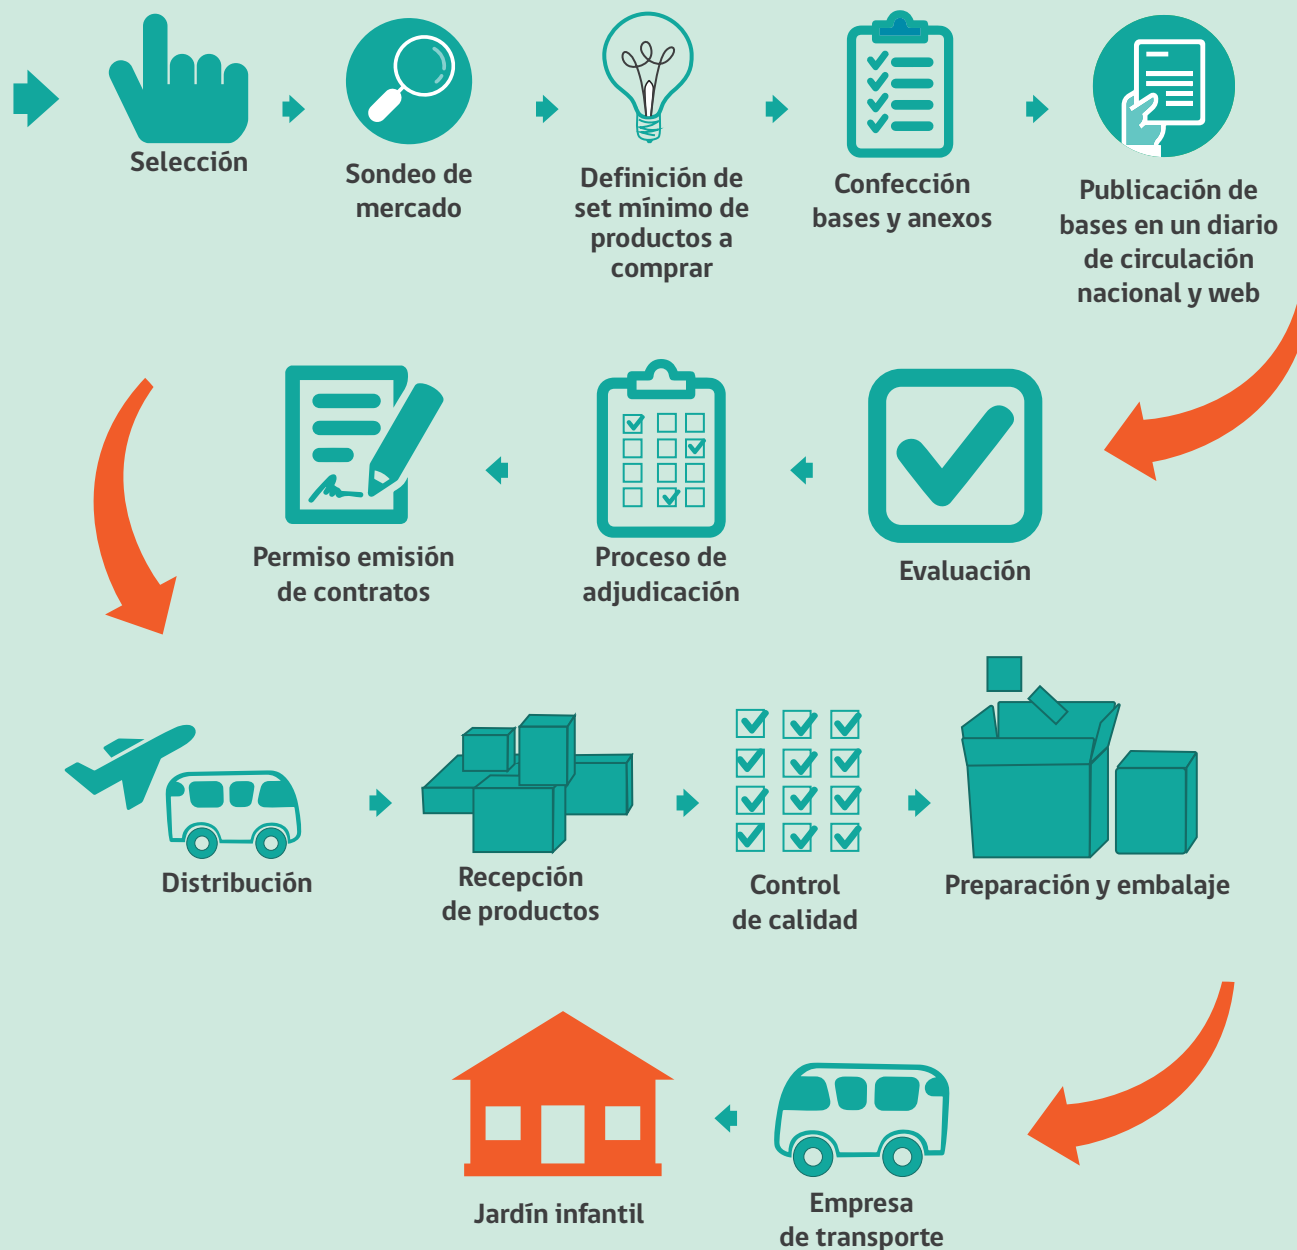 Selección
Sondeo de
mercado
Definición de
set mínimo de
productos a
comprar
Confección
bases y anexos
Publicación de
bases en un diario
de circulación
nacional y web
Permiso emisión
de contratos
Proceso de
adjudicación
Evaluación
Distribución
Recepción
de productos
Control
de calidad
Preparación y embalaje
Jardín infantil
Empresa
de transporte